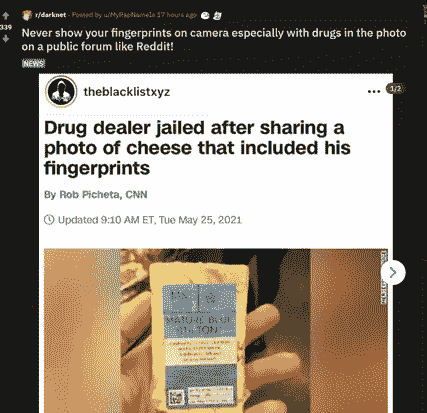 r/darknet · Posted by u/MyRapNameIs 17 hours ago
339
Never show your fingerprints on camera especially with drugs in the photo
on a public forum like Reddit!
NEWS
theblacklistxyz
1/2
Drug dealer jailed after sharing a
photo of cheese that included his
fingerprints
By Rob Picheta, CNN
Updated 9:10 AM ET, Tue May 25, 2021
MATURE BLUE
STILTON